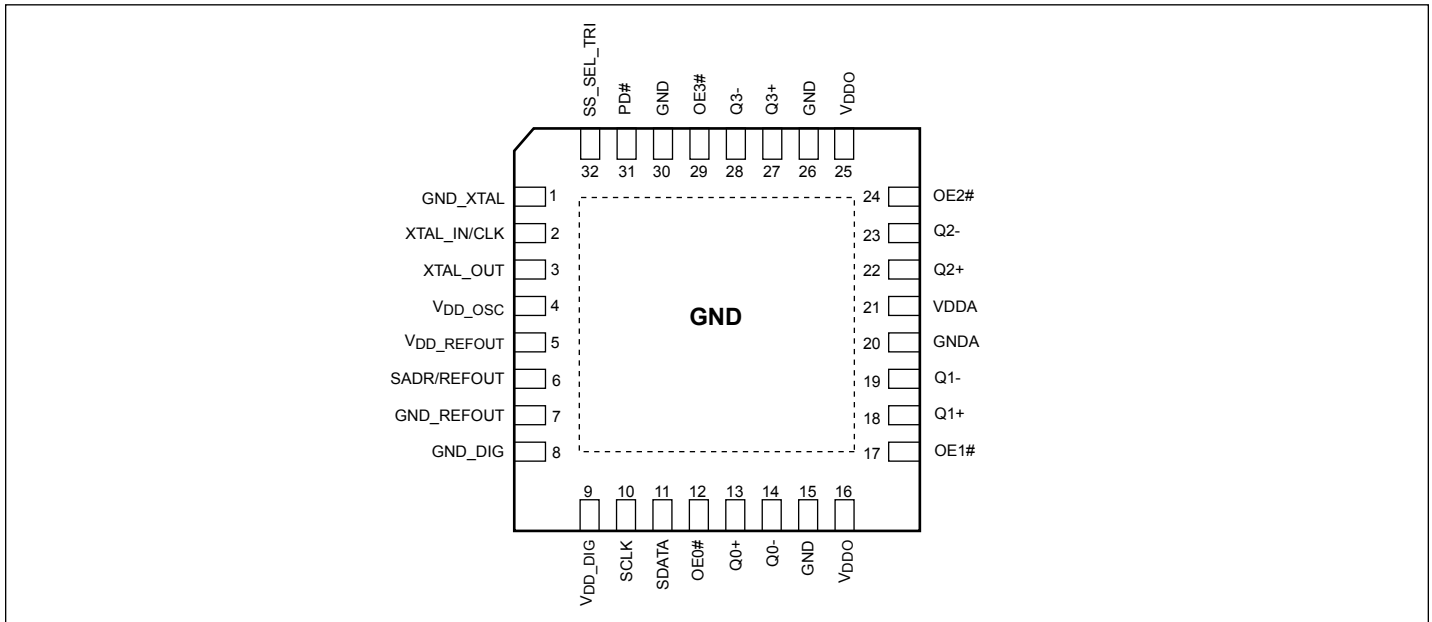 SS_SEL_TRI
PD#
GND
OE3#
Q3-
Q3+
GND
VDDO
32 31 30 29 28 27 26 25
GND_XTAL 1
XTAL_IN/CLK 2
XTAL_OUT 3
VDD_OSC 4
VDD_REFOUT 5
SADR/REFOUT 6
GND_REFOUT 7
GND_DIG 8
GND
24 OE2#
23 Q2-
22 Q2+
21 VDDA
20 GNDA
19 Q1-
18 Q1+
17 OE1#
9 10 11 12 13 14 15 16
VDD_DIG
SCLK
SDATA
OE0#
Q0+
Q0-
GND
VDDO